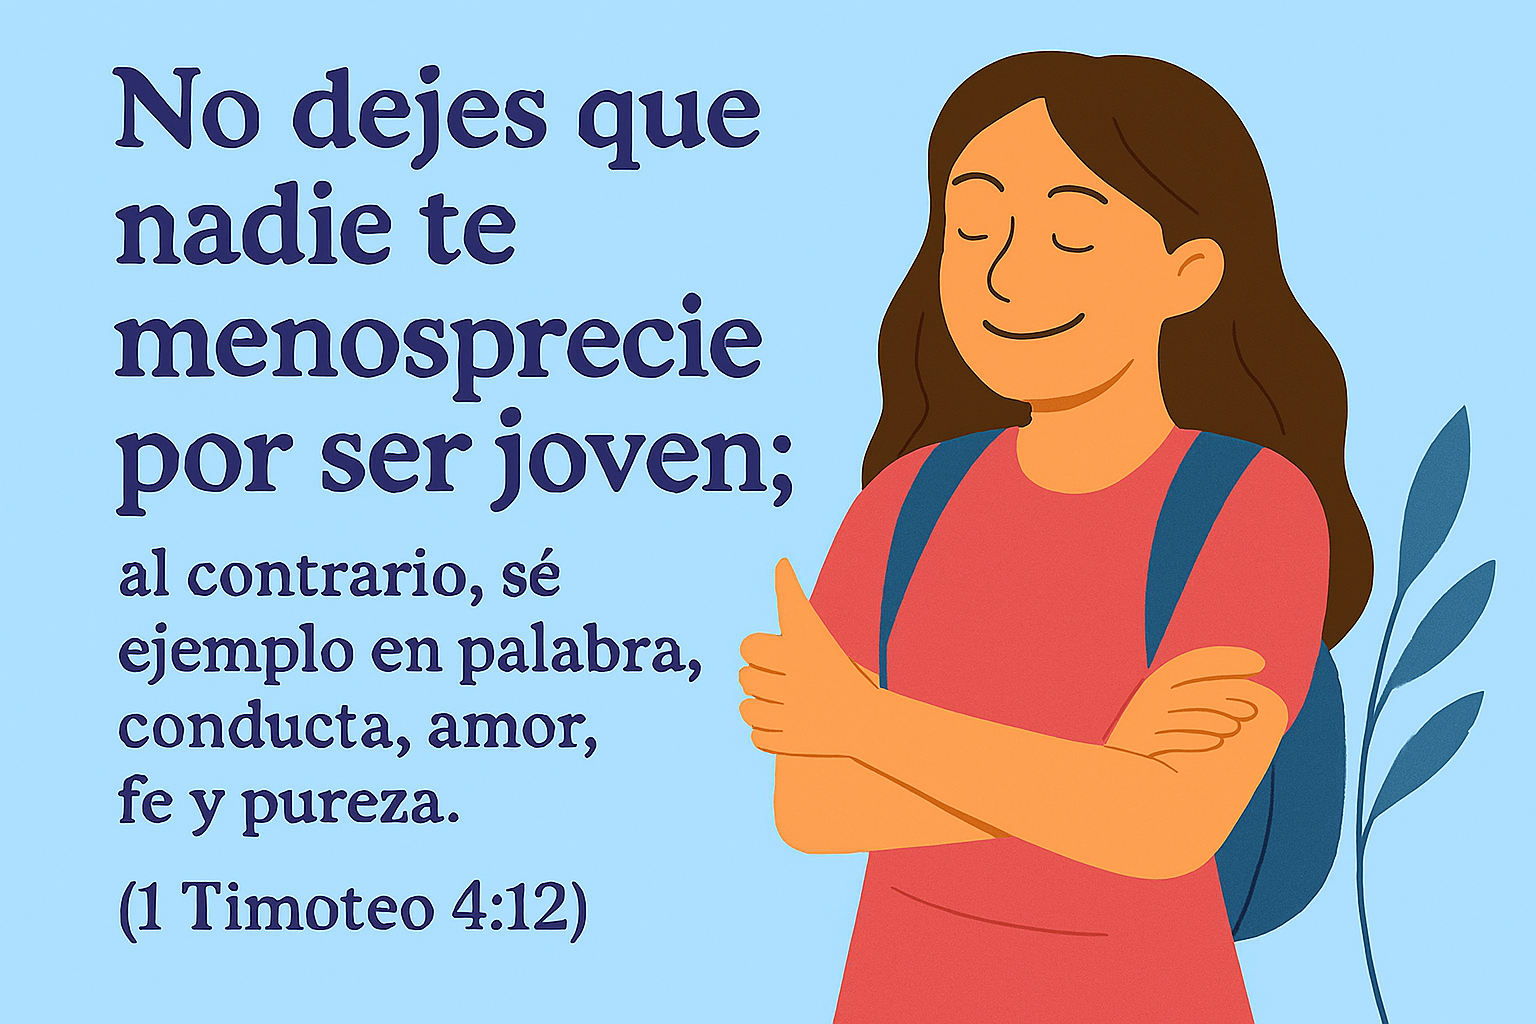 No dejes que
nadie te
menosprecie
por ser joven;
al contrario, sé
ejemplo en palabra,
conducta, amor,
fe y pureza.
(1 Timoteo 4:12)